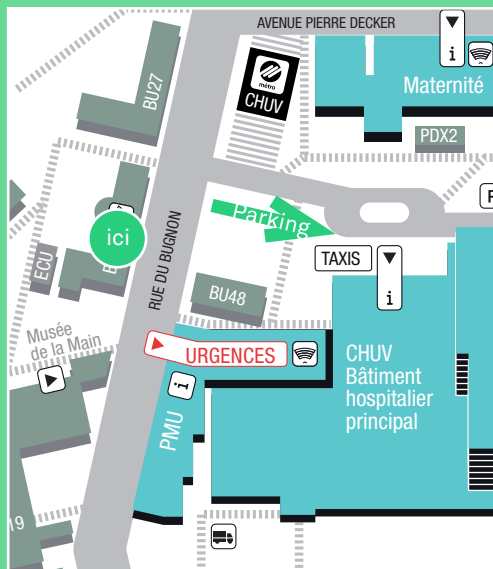 AVENUE PIERRE DECKER
i
Maternité
métro
CHUV
BU27
PDX2
ici
Parking
RUE DU BUGNON
TAXIS
i
ECU
BU48
Musée
de la Main
URGENCES
i
PMU
CHUV
Bâtiment
hospitalier
principal
19